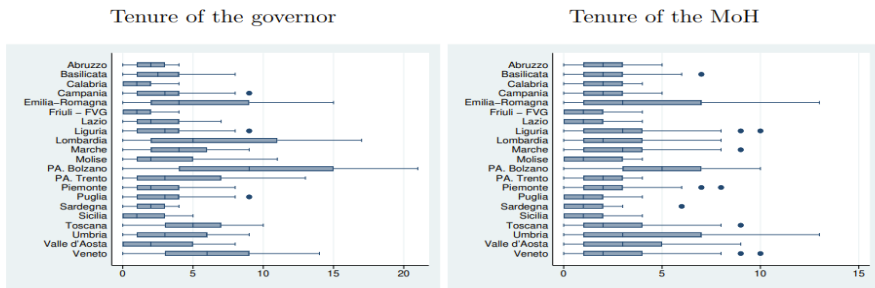 Tenure of the governor
Abruzzo
Basilicata
Calabria
Campania
Emilia-Romagna
Friuli - FVG
Lazio
Liguria
Lombardia
Marche
Molise
PA. Bolzano
PA. Trento
Piemonte
Puglia
Sardegna
Sicilia
Toscana
Umbria
Valle d'Aosta
Veneto
0 5 10 15 20
Tenure of the MoH
Abruzzo
Basilicata
Calabria
Campania
Emilia-Romagna
Friuli - FVG
Lazio
Liguria
Lombardia
Marche
Molise
PA. Bolzano
PA. Trento
Piemonte
Puglia
Sardegna
Sicilia
Toscana
Umbria
Valle d'Aosta
Veneto
0 5 10 15